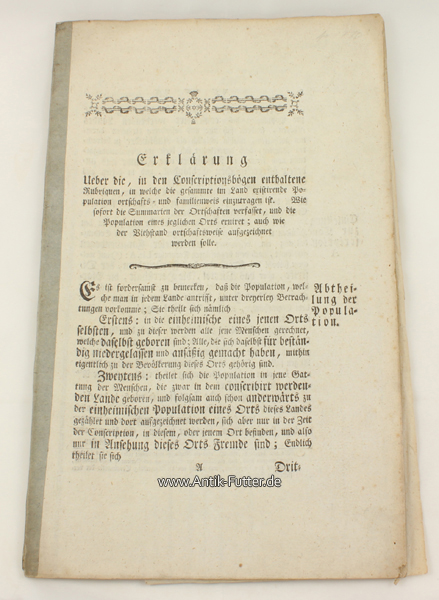 Erklärung
Ueber die, in den Conscriptionsbögen enthaltene
Rubriquen, in welche die gesammte im Land existirende Po-
pulation ortschafts- und familienweis einzutragen ist. Wie
sofort die Summarien der Ortschaften verfasset, und die
Population eines jeglichen Orts eruiret; auch wie
der Viehstand ortschaftsweise aufgezeichnet
werden solle.
Es ist fordersamst zu bemerken, daß die Population, wel-
che man in jedem Lande antrifft, unter dreyerley Betrach-
tungen vorkomme; Sie theilt sich nämlich
Abthei-
lung der
Popula-
tion.
Erstens: in die einheimische eines jenen Orts
selbsten, und zu dieser werden alle jene Menschen gerechnet,
welche daselbst geboren sind; Alle, die sich daselbst für bestän-
dig niedergelassen und ansäßig gemacht haben, mithin
eigentlich zu der Bevölkerung dieses Orts gehörig sind.
Zweytens: theilet sich die Population in jene Gat-
tung der Menschen, die zwar in dem conscribirt werden-
den Lande geboren, und folgsam auch schon anderwärts zu
der einheimischen Population eines Orts dieses Landes
gezählet und dort aufgezeichnet werden, sich aber nur in der Zeit
der Conscription, in diesem, oder jenem Ort befinden, und also
nur in Ansehung dieses Orts Fremde sind; Endlich
theilet sie sich
A
Drit-
www.Antik-Futter.de